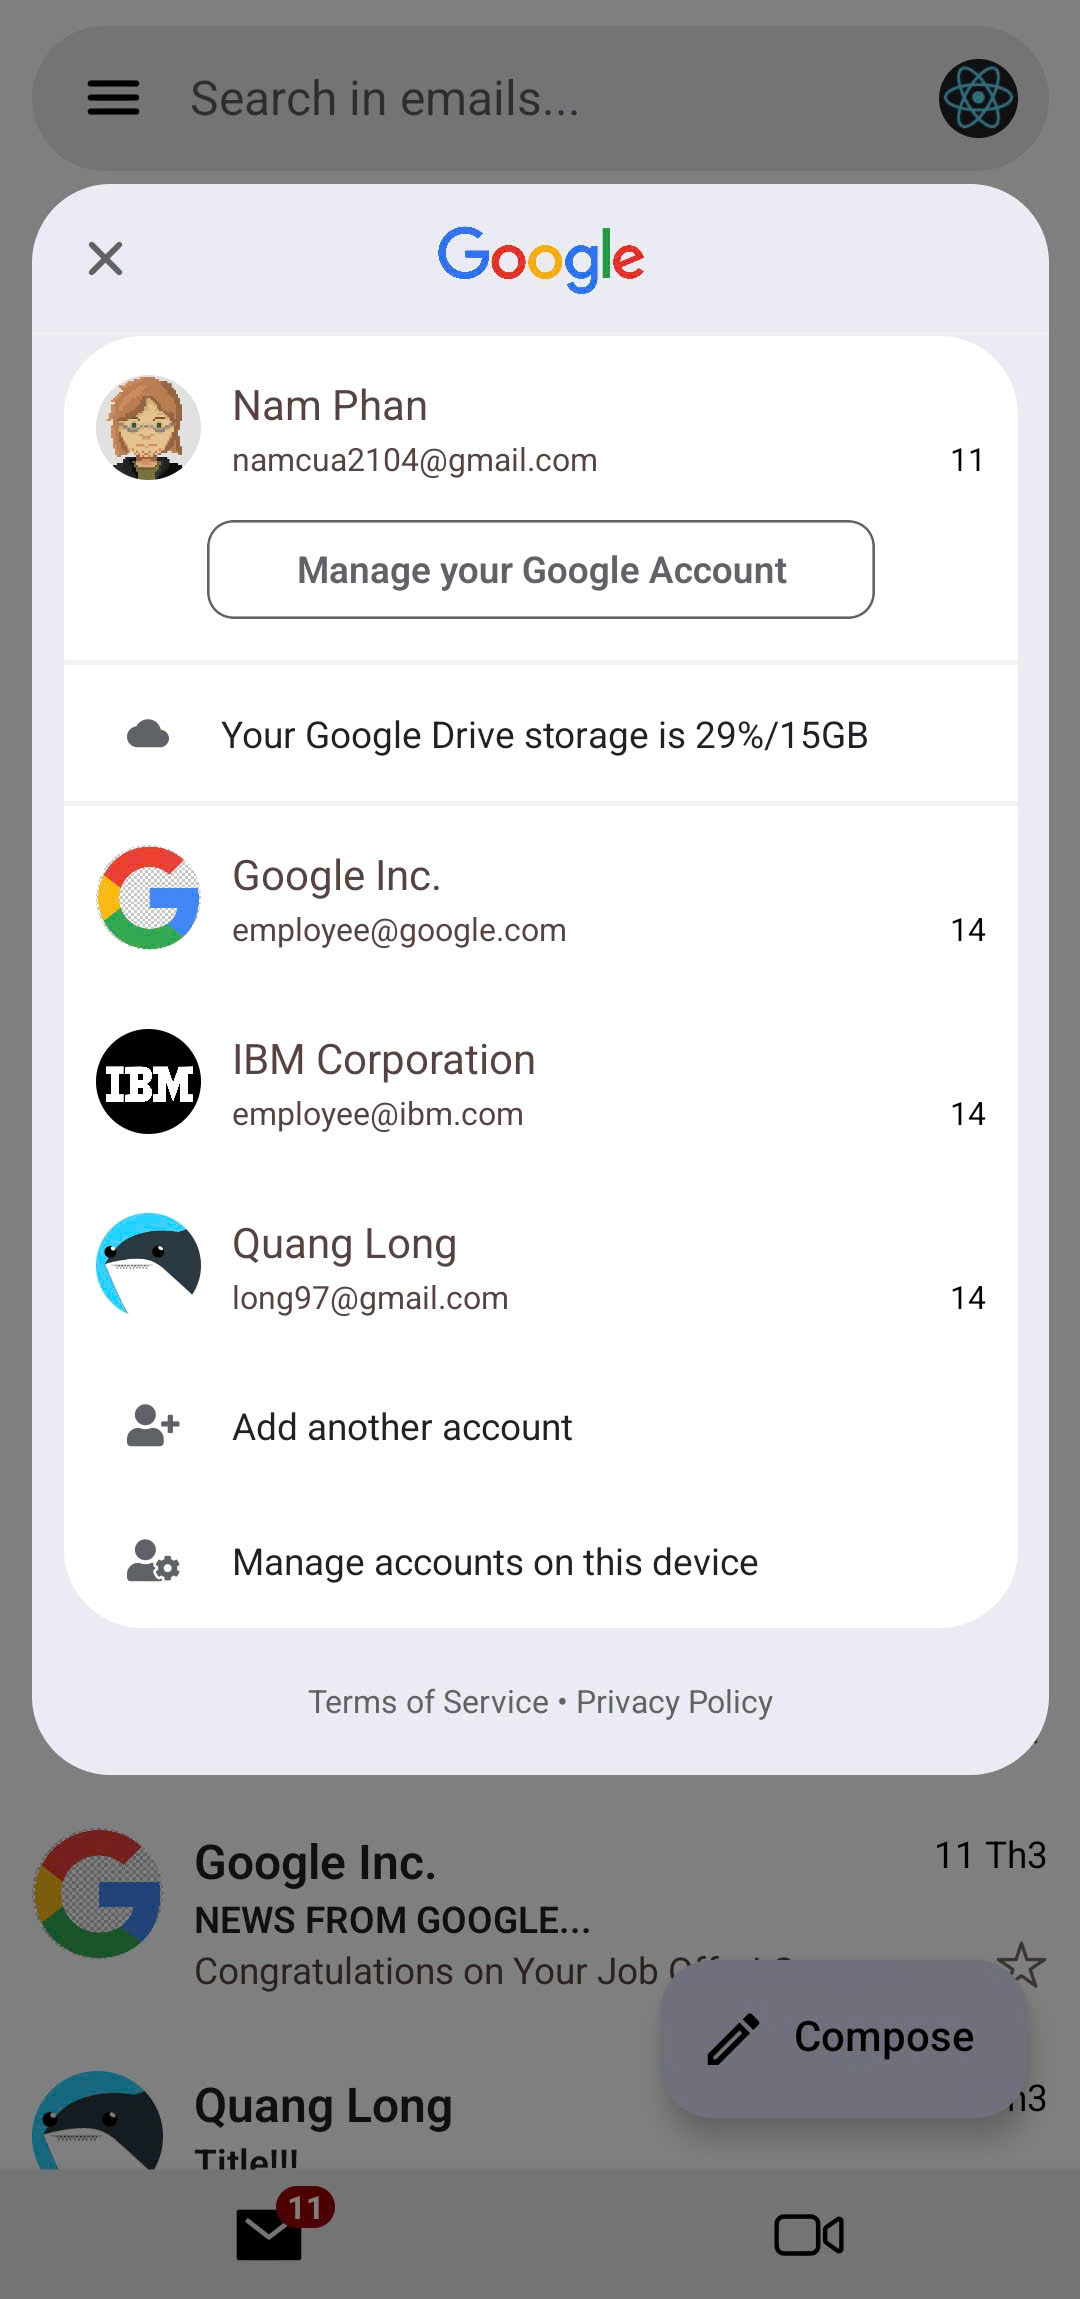 Search in emails...
Google
Nam Phan
namcua2104@gmail.com
11
Manage your Google Account
Your Google Drive storage is 29%/15GB
Google Inc.
employee@google.com
14
IBM
IBM Corporation
employee@ibm.com
14
Quang Long
long97@gmail.com
14
Add another account
Manage accounts on this device
Terms of Service • Privacy Policy
Google Inc.
11 Th3
NEWS FROM GOOGLE...
Congratulations on Your Job
Compose
Quang Long
Title!!!
11